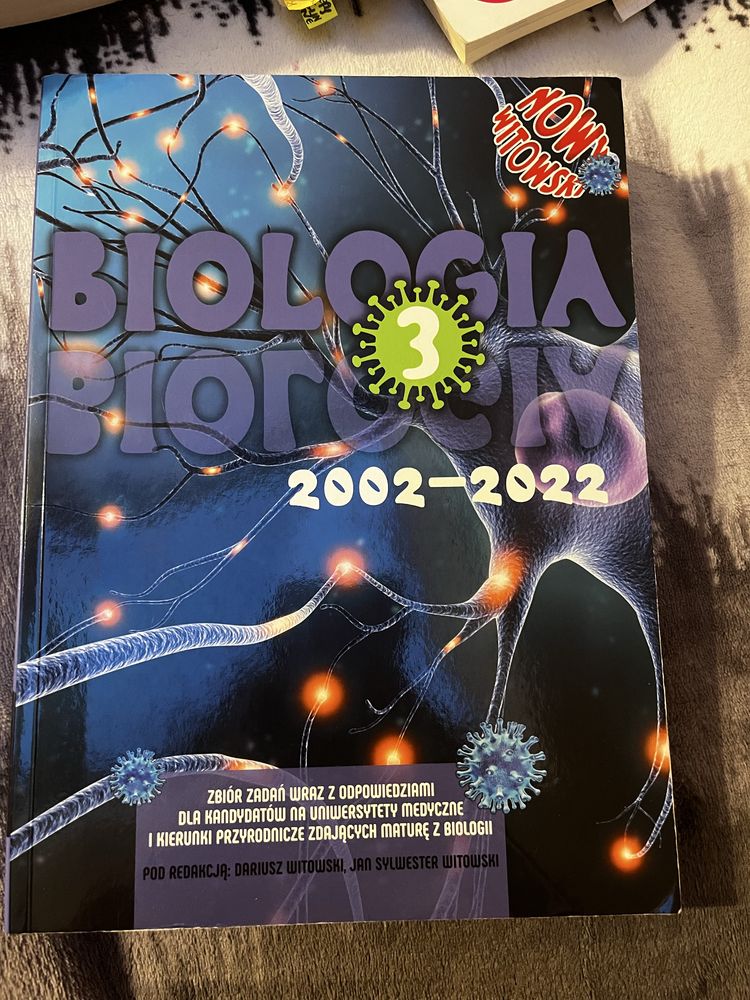 NOWY
WITOWSKI
BIOLOGIA
3
BIOLOGIA
2002–2022
ZBIÓR ZADAŃ WRAZ Z ODPOWIEDZIAMI
DLA KANDYDATÓW NA UNIWERSYTETY MEDYCZNE
I KIERUNKI PRZYRODNICZE ZDAJĄCYCH MATURĘ Z BIOLOGII
POD REDAKCJĄ: DARIUSZ WITOWSKI, JAN SYLWESTER WITOWSKI